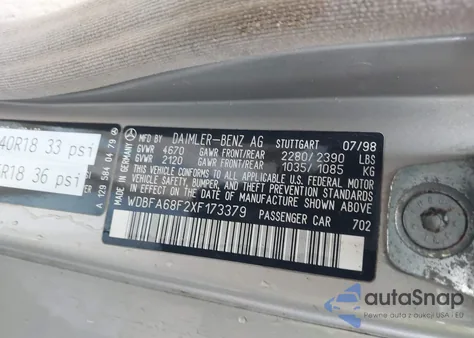 40R18 33 psi
R18 36 psi
A 129 584 04 79
MADE IN GERMANY
DAIMLER-BENZ AG STUTTGART 07/98
GVWR 4670 GAWR FRONT/REAR 2280/2390 LBS
GVWR 2120 GAWR FRONT/REAR 1035/1085 KG
THIS VEHICLE CONFORMS TO ALL APPLICABLE U.S. FEDERAL MOTOR
VEHICLE SAFETY, BUMPER, AND THEFT PREVENTION STANDARDS
IN EFFECT ON THE DATE OF MANUFACTURE SHOWN ABOVE.
WDBFA68F2XF173379 PASSENGER CAR 702
autoSnap
Pewne auta z aukcji USA i EU